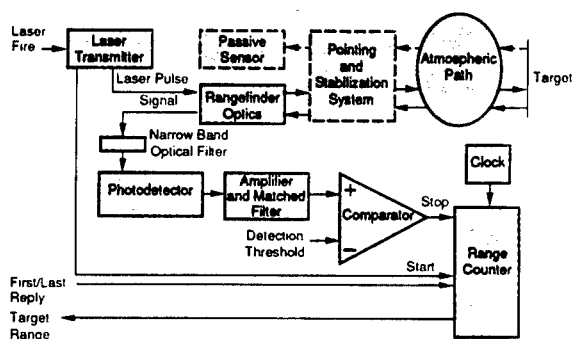 Laser
Fire
Laser
Transmitter
Passive
Sensor
Pointing
and
Stabilization
System
Atmospheric
Path
Target
Laser Pulse
Signal
Rangefinder
Optics
Narrow Band
Optical Filter
Photodetector
Amplifier
and Matched
Filter
+
Comparator
−
Detection
Threshold
Clock
Stop
Start
Range
Counter
First/Last
Reply
Target
Range